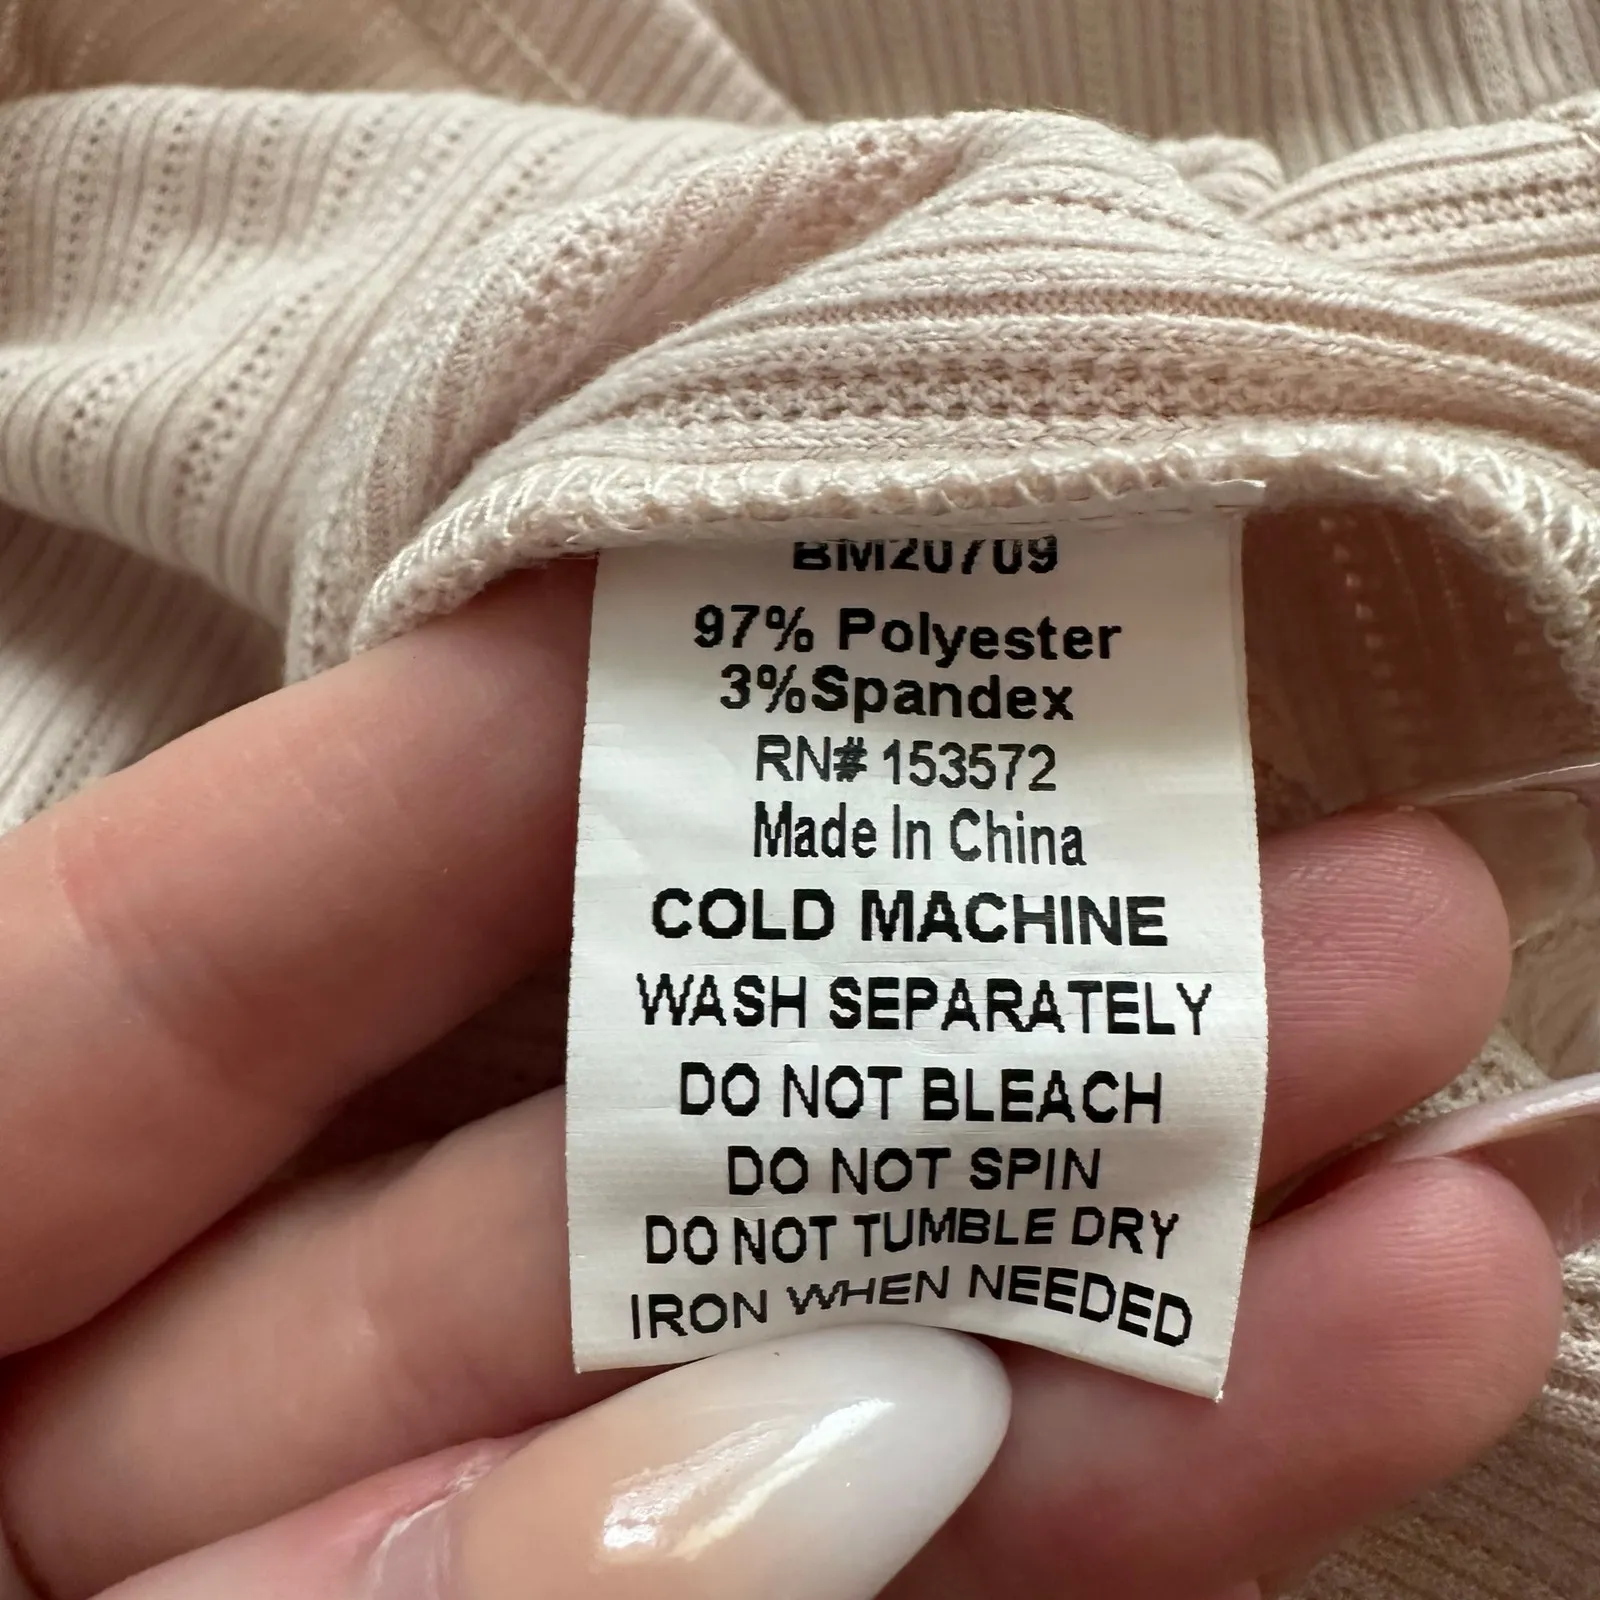 BM20709
97% Polyester
3%Spandex
RN# 153572
Made In China
COLD MACHINE
WASH SEPARATELY
DO NOT BLEACH
DO NOT SPIN
DO NOT TUMBLE DRY
IRON WHEN NEEDED